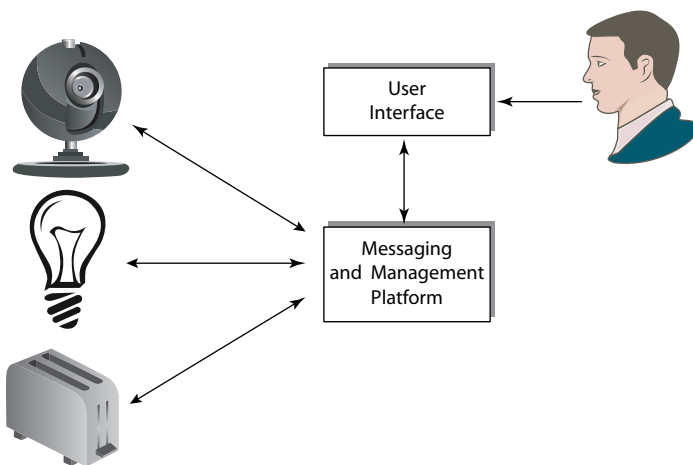 User
Interface
Messaging
and Management
Platform